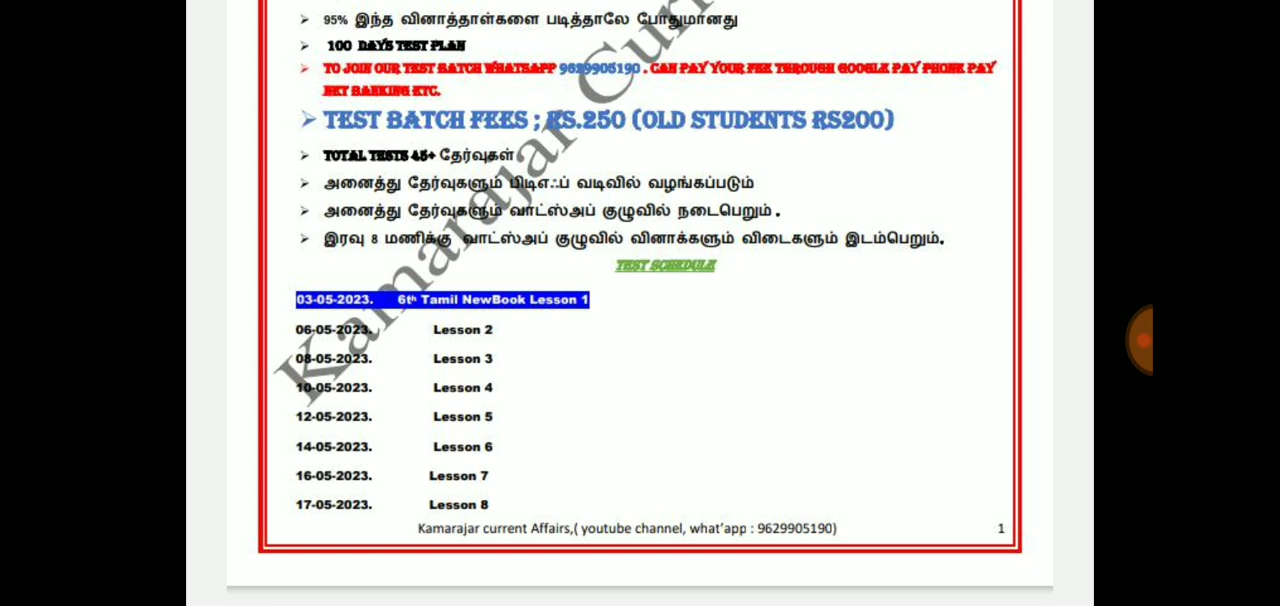 ➢ 95% இந்த வினாத்தாள்களை படித்தாலே போதுமானது
➢ 100 DAYS TEST PLAN
➢ TO JOIN OUR TEST BATCH WHATSAPP 9629905190 . CAN PAY YOUR FEE THROUGH GOOGLE PAY PHONE PAY
NET BANKING ETC.
➢ TEST BATCH FEES ; RS.250 (OLD STUDENTS RS200)
➢ TOTAL TESTS 45+ தேர்வுகள்
➢ அனைத்து தேர்வுகளும் பிடிஎஃப் வடிவில் வழங்கப்படும்
➢ அனைத்து தேர்வுகளும் வாட்ஸ்அப் குழுவில் நடைபெறும் .
➢ இரவு 8 மணிக்கு வாட்ஸ்அப் குழுவில் வினாக்களும் விடைகளும் இடம்பெறும்.
TEST SCHEDULE
03-05-2023. 6th Tamil NewBook Lesson 1
06-05-2023. Lesson 2
08-05-2023. Lesson 3
10-05-2023. Lesson 4
12-05-2023. Lesson 5
14-05-2023. Lesson 6
16-05-2023. Lesson 7
17-05-2023. Lesson 8
Kamarajar current Affairs,( youtube channel, what'app : 9629905190) 1
Kamarajar Curr